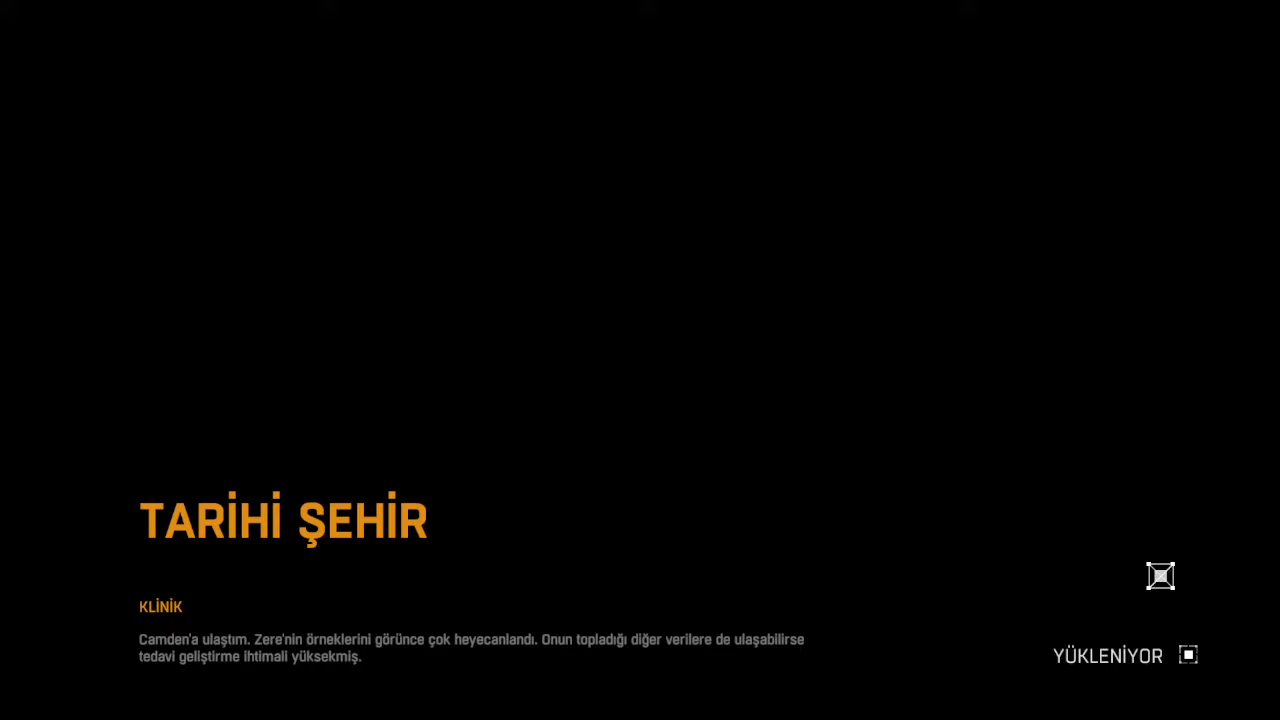 TARİHİ ŞEHİR
KLİNİK
Camden'a ulaştım. Zere'nin örneklerini görünce çok heyecanlandı. Onun topladığı diğer verilere de ulaşabilirse
tedavi geliştirme ihtimali yüksekmiş.
YÜKLENİYOR